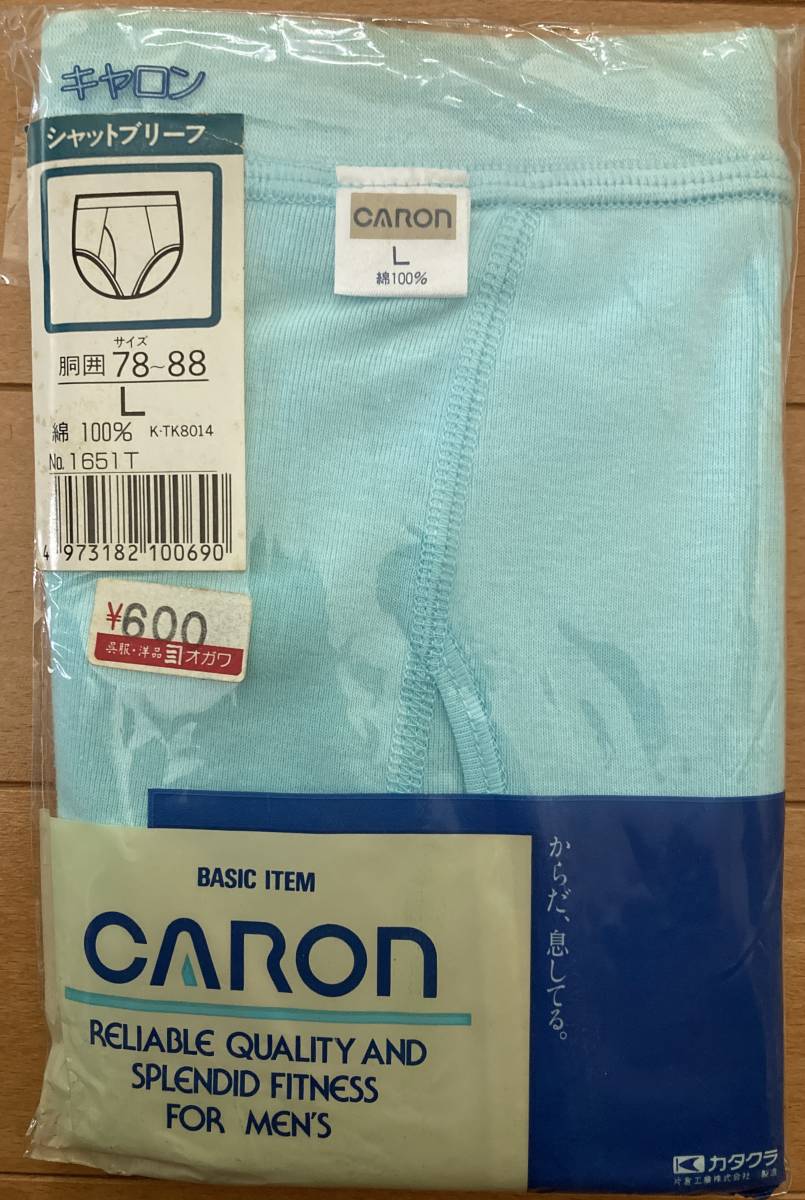 キャロン
シャットブリーフ
サイズ
胴囲 78~88
L
綿 100% K・TK8014
No. 1651T
4 973182 100690
CARON
L
綿100%
¥600
呉服・洋品 オガワ
BASIC ITEM
CARON
RELIABLE QUALITY AND
SPLENDID FITNESS
FOR MEN'S
からだ、息してる。
カタクラ
片倉工業株式会社 製造